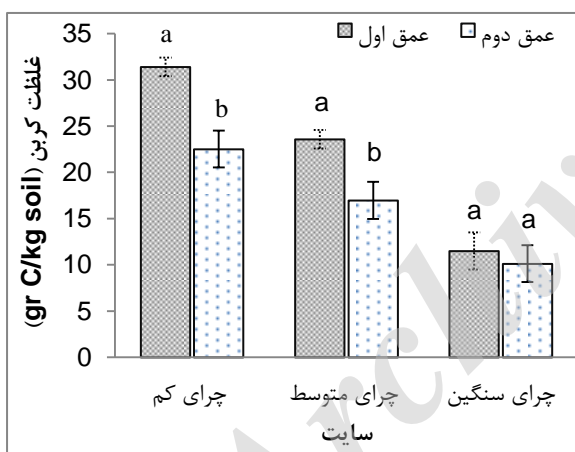 عمق اول عمق دوم
غلظت کربن (gr C/kg soil)
35
30
25
20
15
10
5
0
a
b
a
b
a
a
چرای کم چرای متوسط چرای سنگین
سایت